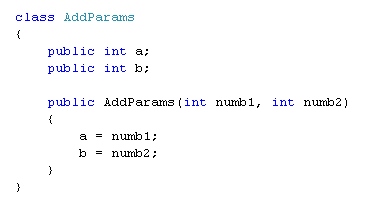 class AddParams
{
    public int a;
    public int b;

    public AddParams(int numb1, int numb2)
    {
        a = numb1;
        b = numb2;
    }
}